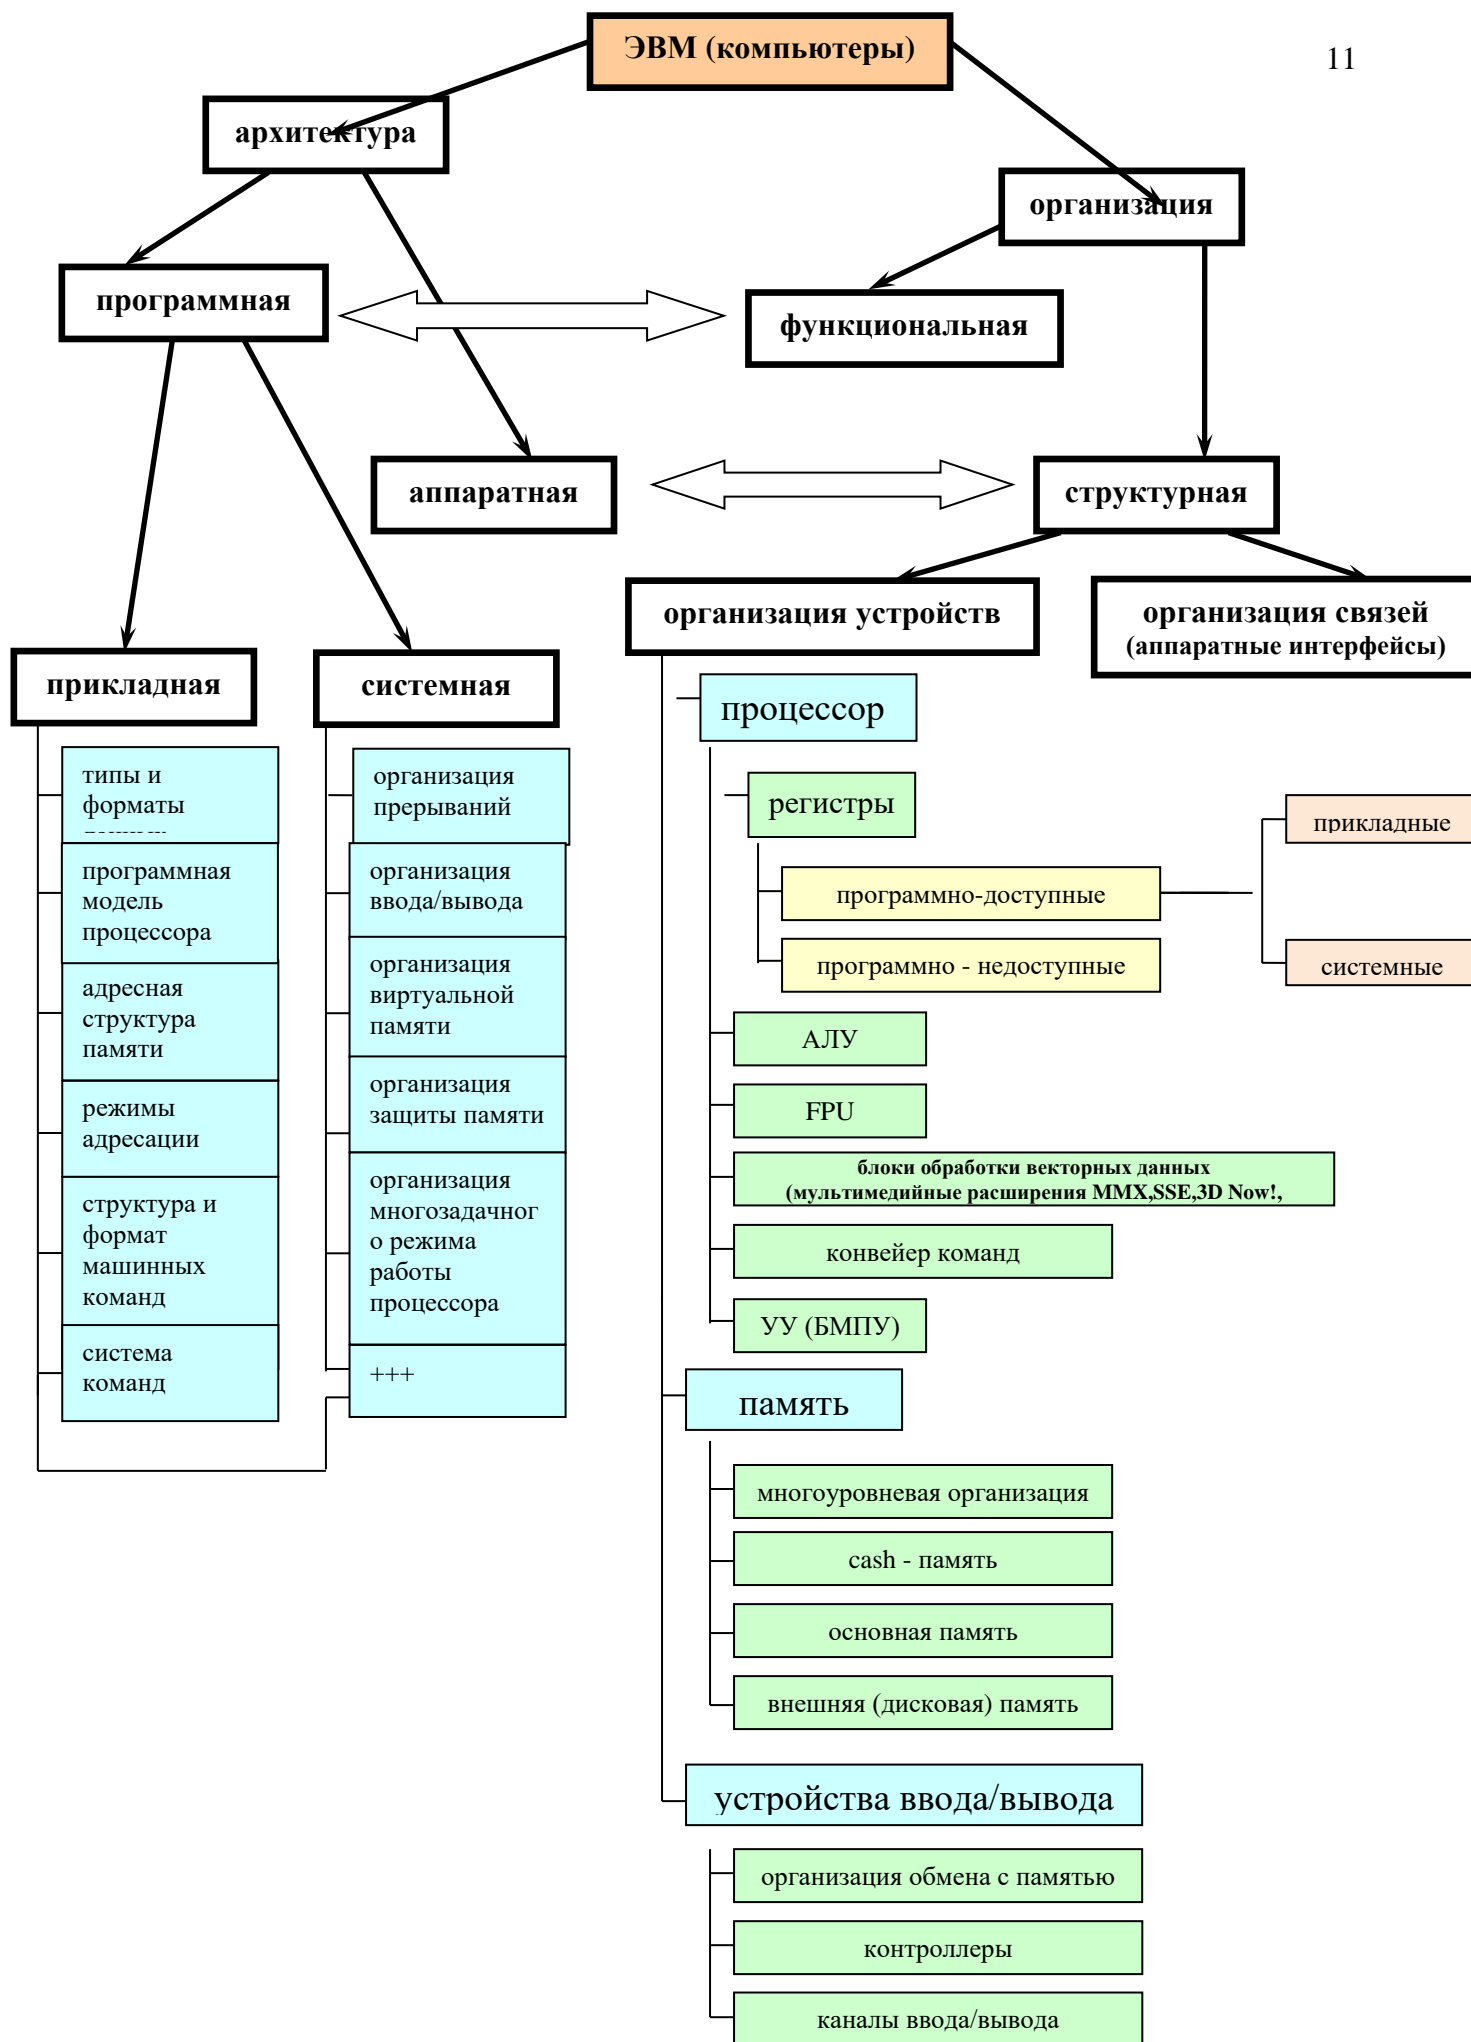 ЭВМ (компьютеры)
11
архитектура
организация
программная
функциональная
аппаратная
структурная
организация устройств
организация связей
(аппаратные интерфейсы)
прикладная
системная
типы и
форматы
программная
модель
процессора
адресная
структура
памяти
режимы
адресации
структура и
формат
машинных
команд
система
команд
организация
прерываний
организация
ввода/вывода
организация
виртуальной
памяти
организация
защиты памяти
организация
многозадачног
о режима
работы
процессора
+++
процессор
регистры
программно-доступные
программно - недоступные
прикладные
системные
АЛУ
FPU
блоки обработки векторных данных
(мультимедийные расширения MMX,SSE,3D Now!,
конвейер команд
УУ (БМПУ)
память
многоуровневая организация
cash - память
основная память
внешняя (дисковая) память
устройства ввода/вывода
организация обмена с памятью
контроллеры
каналы ввода/вывода